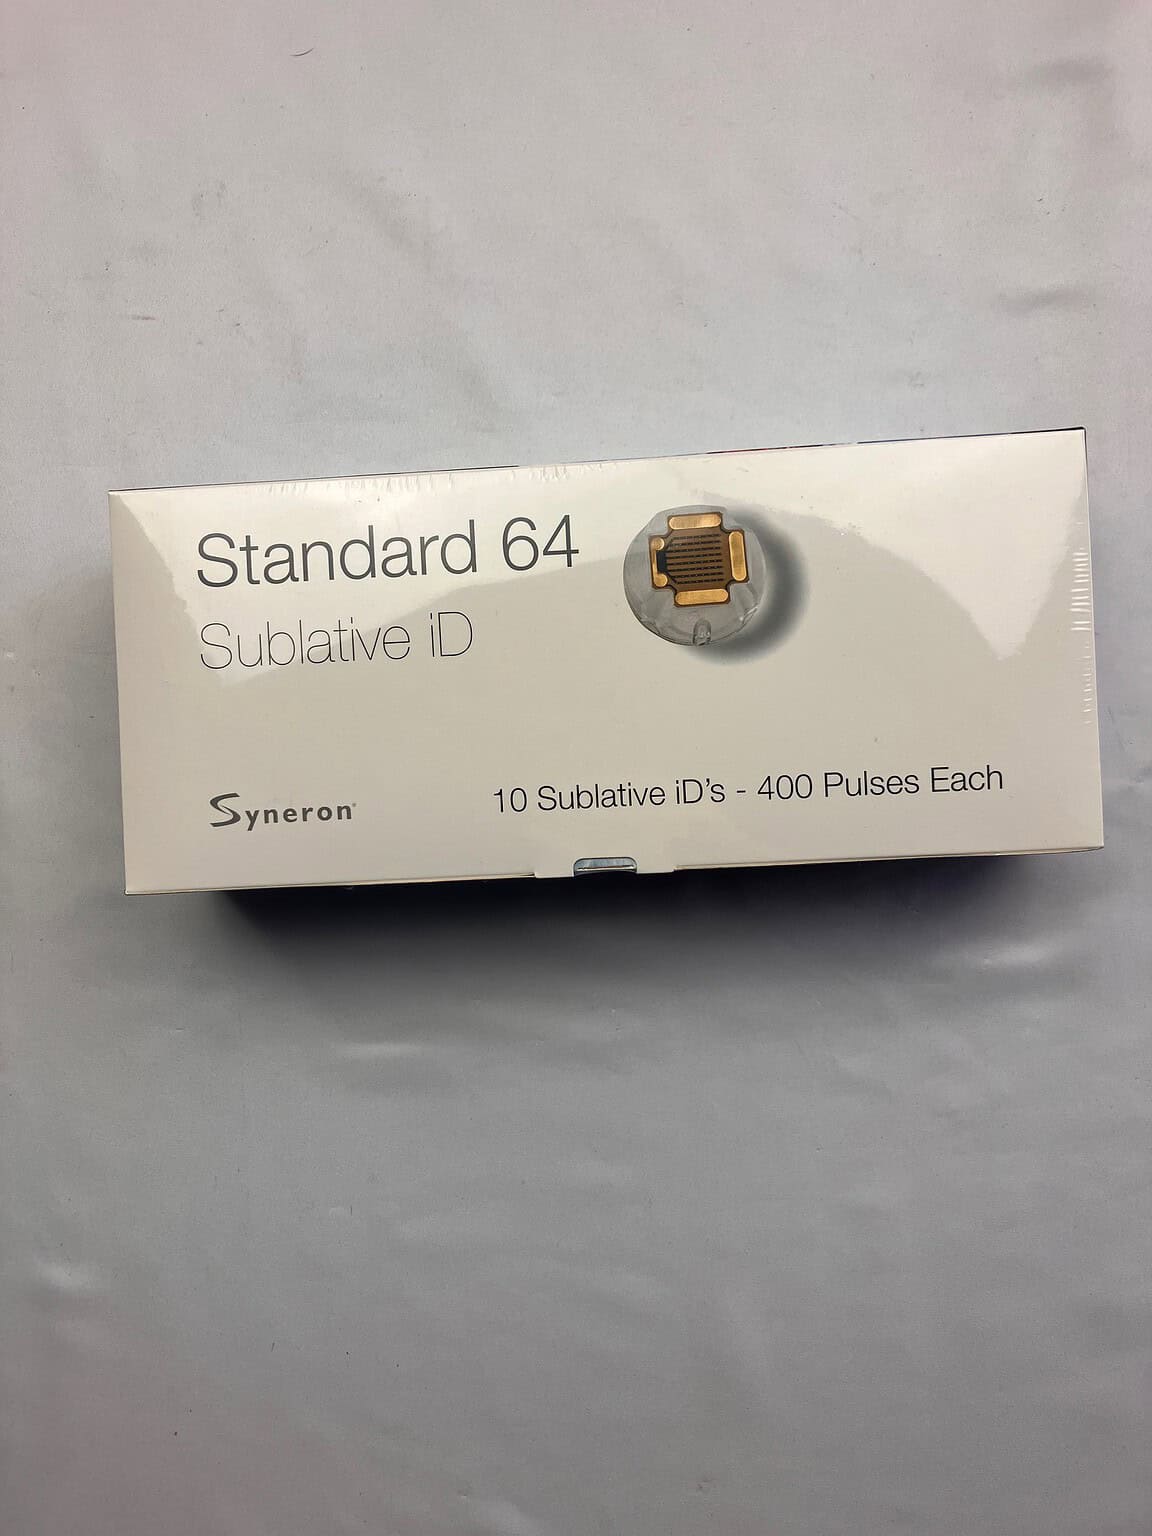 Standard 64
Sublative iD
Syneron®
10 Sublative iD's - 400 Pulses Each